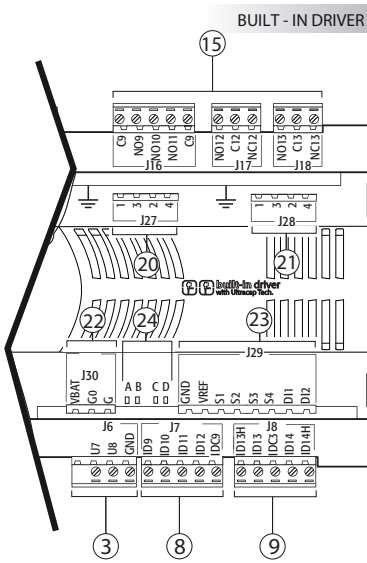 BUILT - IN DRIVER
15
C9 NO9 NO10 NO11 C9
NO12 C12 NC12
NO13 C13 NC13
J16 J17 J18
1 3 2 4
1 3 2 4
J27 J28
20 21
built-in driver
with Ultracap Tech.
22 24 23
J29
J30
VBAT G0 G
A B C D
GND VREF S1 S2 S3 S4 DI1 DI2
J6 J7 J8
U7 U8 GND
ID9 ID10 ID11 ID12 IDC9
ID13H ID13 IDC3 ID14 ID14H
3 8 9